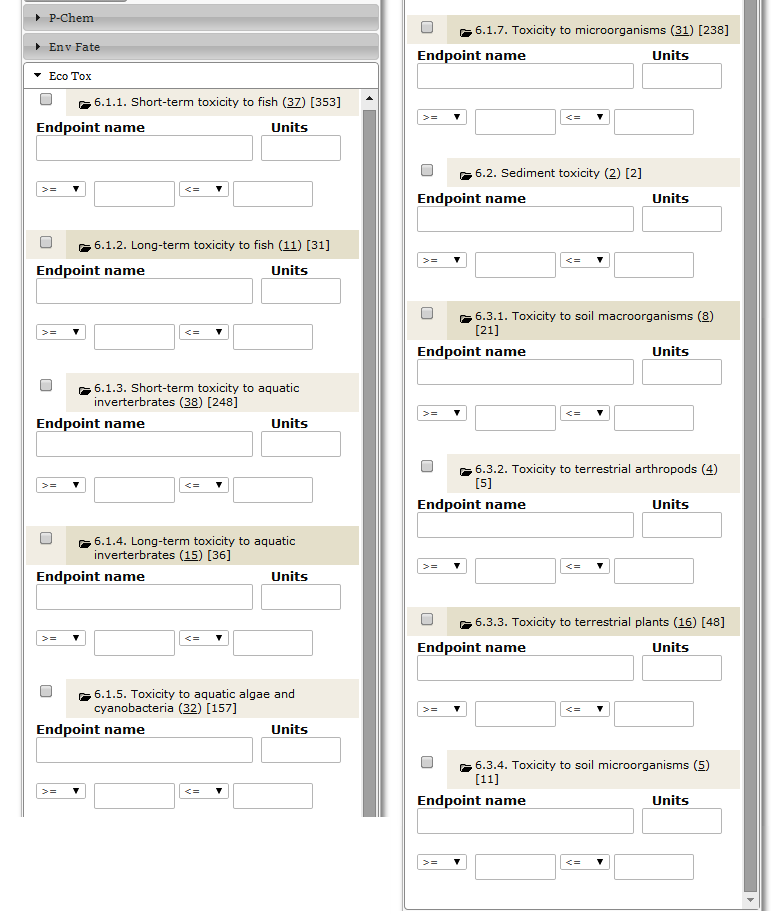 P-Chem
Env Fate
Eco Tox
6.1.1. Short-term toxicity to fish (37) [353]
Endpoint name Units
>= <=
6.1.2. Long-term toxicity to fish (11) [31]
Endpoint name Units
>= <=
6.1.3. Short-term toxicity to aquatic
inverterbrates (38) [248]
Endpoint name Units
>= <=
6.1.4. Long-term toxicity to aquatic
inverterbrates (15) [36]
Endpoint name Units
>= <=
6.1.5. Toxicity to aquatic algae and
cyanobacteria (32) [157]
Endpoint name Units
>= <=
6.1.7. Toxicity to microorganisms (31) [238]
Endpoint name Units
>= <=
6.2. Sediment toxicity (2) [2]
Endpoint name Units
>= <=
6.3.1. Toxicity to soil macroorganisms (8)
[21]
Endpoint name Units
>= <=
6.3.2. Toxicity to terrestrial arthropods (4)
[5]
Endpoint name Units
>= <=
6.3.3. Toxicity to terrestrial plants (16) [48]
Endpoint name Units
>= <=
6.3.4. Toxicity to soil microorganisms (5)
[11]
Endpoint name Units
>= <=